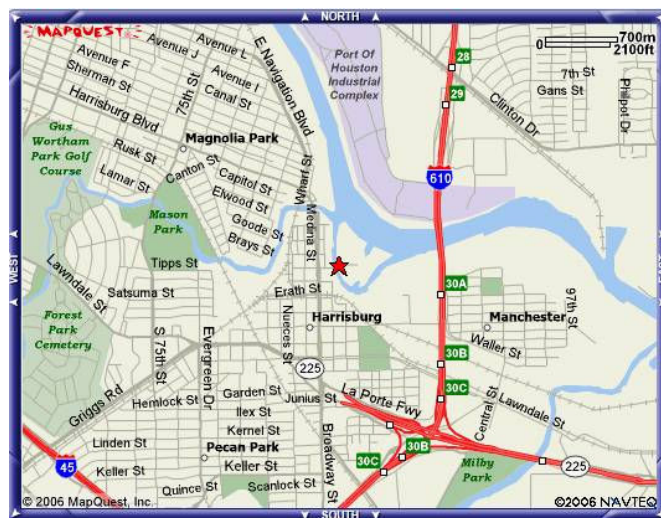 NORTH
MAPQUEST
700m
0
2100ft
Avenue F
Avenue J
Avenue L
Sherman St
Avenue I
Canal St
75th St
Harrisburg Blvd
E Navigation Blvd
Port Of
Houston
Industrial
Complex
28
29
7th St
Gans St
Philpot Dr
Clinton Dr
Gus
Wortham
Park Golf
Course
Magnolia Park
Rusk St
Lamar St
Canton St
Capitol St
Elwood St
Goode St
Brays St
Wharf St
Medina St
610
Mason
Park
WEST
Tipps St
Lawndale St
Satsuma St
Erath St
30A
97th St
Harrisburg
Manchester
Forest
Park
Cemetery
S 75th St
Evergreen Dr
Nueces St
30B
Waller St
225
La Porte Fwy
30C
Griggs Rd
Hemlock St
Garden St
Junius St
Central St
Lawndale St
Ilex St
Kernel St
Linden St
Pecan Park
Broadway St
30B
30C
45
Keller St
Keller St
Milby
Park
225
Quince St
Scanlock St
© 2006 MapQuest, Inc.
©2006 NAVTEQ
SOUTH